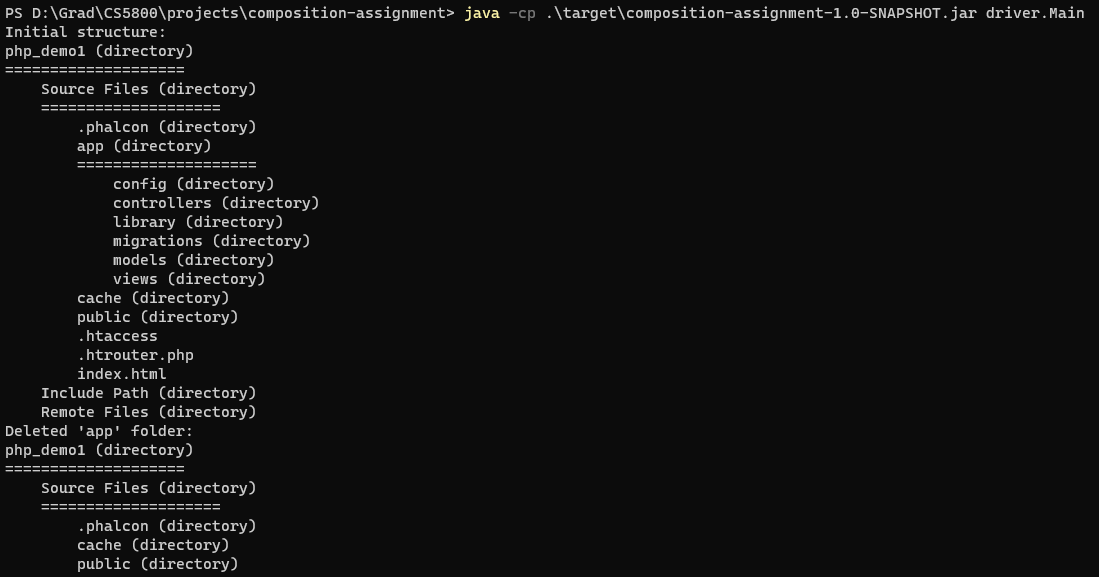 PS D:\Grad\CS5800\projects\composition-assignment> java -cp .\target\composition-assignment-1.0-SNAPSHOT.jar driver.Main
Initial structure:
php_demo1 (directory)
====================
    Source Files (directory)
    ====================
        .phalcon (directory)
        app (directory)
        ====================
            config (directory)
            controllers (directory)
            library (directory)
            migrations (directory)
            models (directory)
            views (directory)
        cache (directory)
        public (directory)
        .htaccess
        .htrouter.php
        index.html
    Include Path (directory)
    Remote Files (directory)
Deleted 'app' folder:
php_demo1 (directory)
====================
    Source Files (directory)
    ====================
        .phalcon (directory)
        cache (directory)
        public (directory)